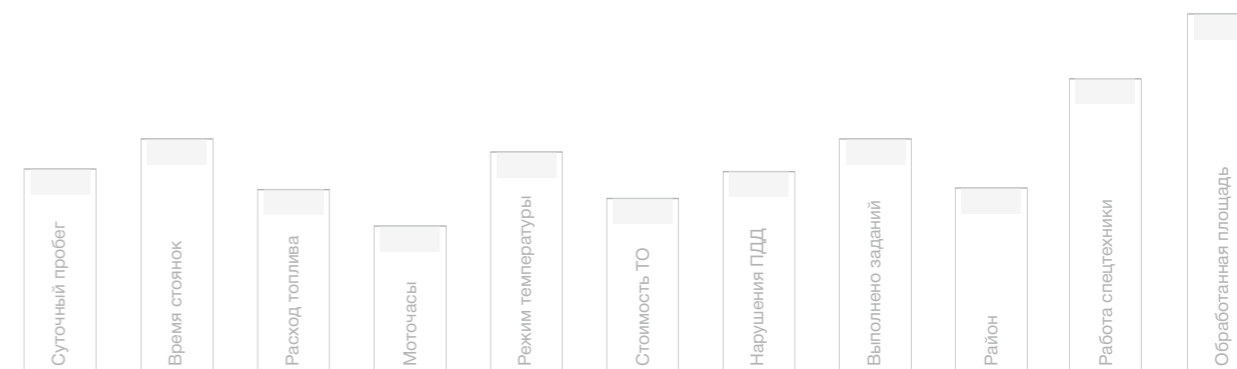 Суточный пробег
Время стоянок
Расход топлива
Моточасы
Режим температуры
Стоимость ТО
Нарушения ПДД
Выполнено заданий
Район
Работа спецтехники
Обработанная площадь